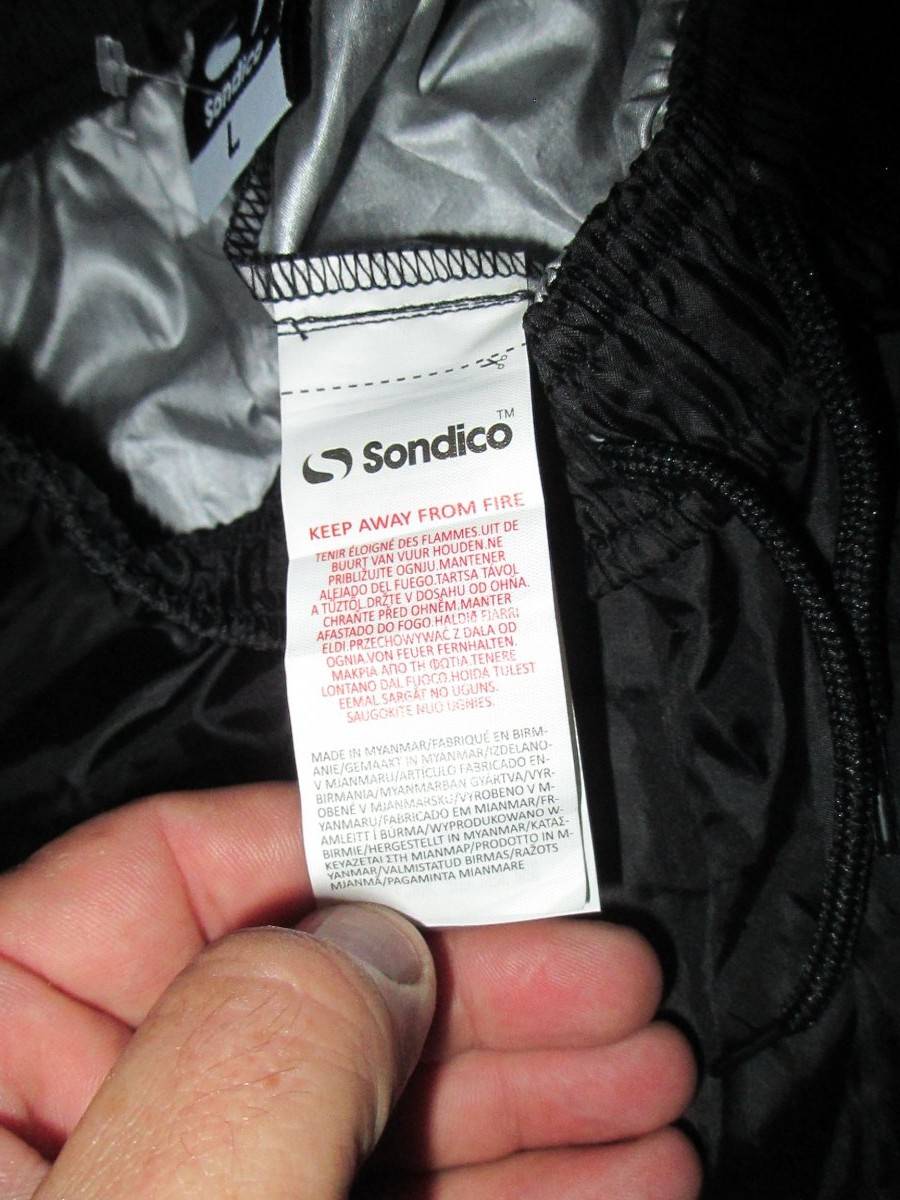 sondico
L
Sondico™
KEEP AWAY FROM FIRE
TENIR ÉLOIGNÉ DES FLAMMES.UIT DE
BUURT VAN VUUR HOUDEN.NE
PRIBLIŽUJTE OGNJU.MANTENER
ALEJADO DEL FUEGO.TARTSA TÁVOL
A TŰZTŐL.DRŽTE V DOSAHU OD OHŇA.
CHRAŇTE PŘED OHNĚM.MANTER
AFASTADO DO FOGO.HALDIÐ FJARRI
ELDI.PRZECHOWYWAĆ Z DALA OD
OGNIA.VON FEUER FERNHALTEN.
ΜΑΚΡΙΑ ΑΠΟ ΤΗ ΦΩΤΙΑ.TENERE
LONTANO DAL FUOCO.HOIDA TULEST
EEMAL.SARGĀT NO UGUNS.
SAUGOKITE NUO UGNIES.
MADE IN MYANMAR/FABRIQUÉ EN BIRM-
ANIE/GEMAAKT IN MYANMAR/IZDELANO-
V MJANMARU/ARTICULO FABRICADO EN-
BIRMANIA/MYANMARBAN GYÁRTVA/VYR-
OBENÉ V MJANMARSKU/VYROBENO V M-
YANMARU/FABRICADO EM MIANMAR/FR-
AMLEITT Í BURMA/WYPRODUKOWANO W-
BIRMIE/HERGESTELLT IN MYANMAR/ΚΑΤΑΣ-
ΚΕΥΑΖΕΤΑΙ ΣΤΗ ΜΙΑΝΜΑΡ/PRODOTTO IN M-
YANMAR/VALMISTATUD BIRMAS/RAŽOTS
MJANMĀ/PAGAMINTA MIANMARE